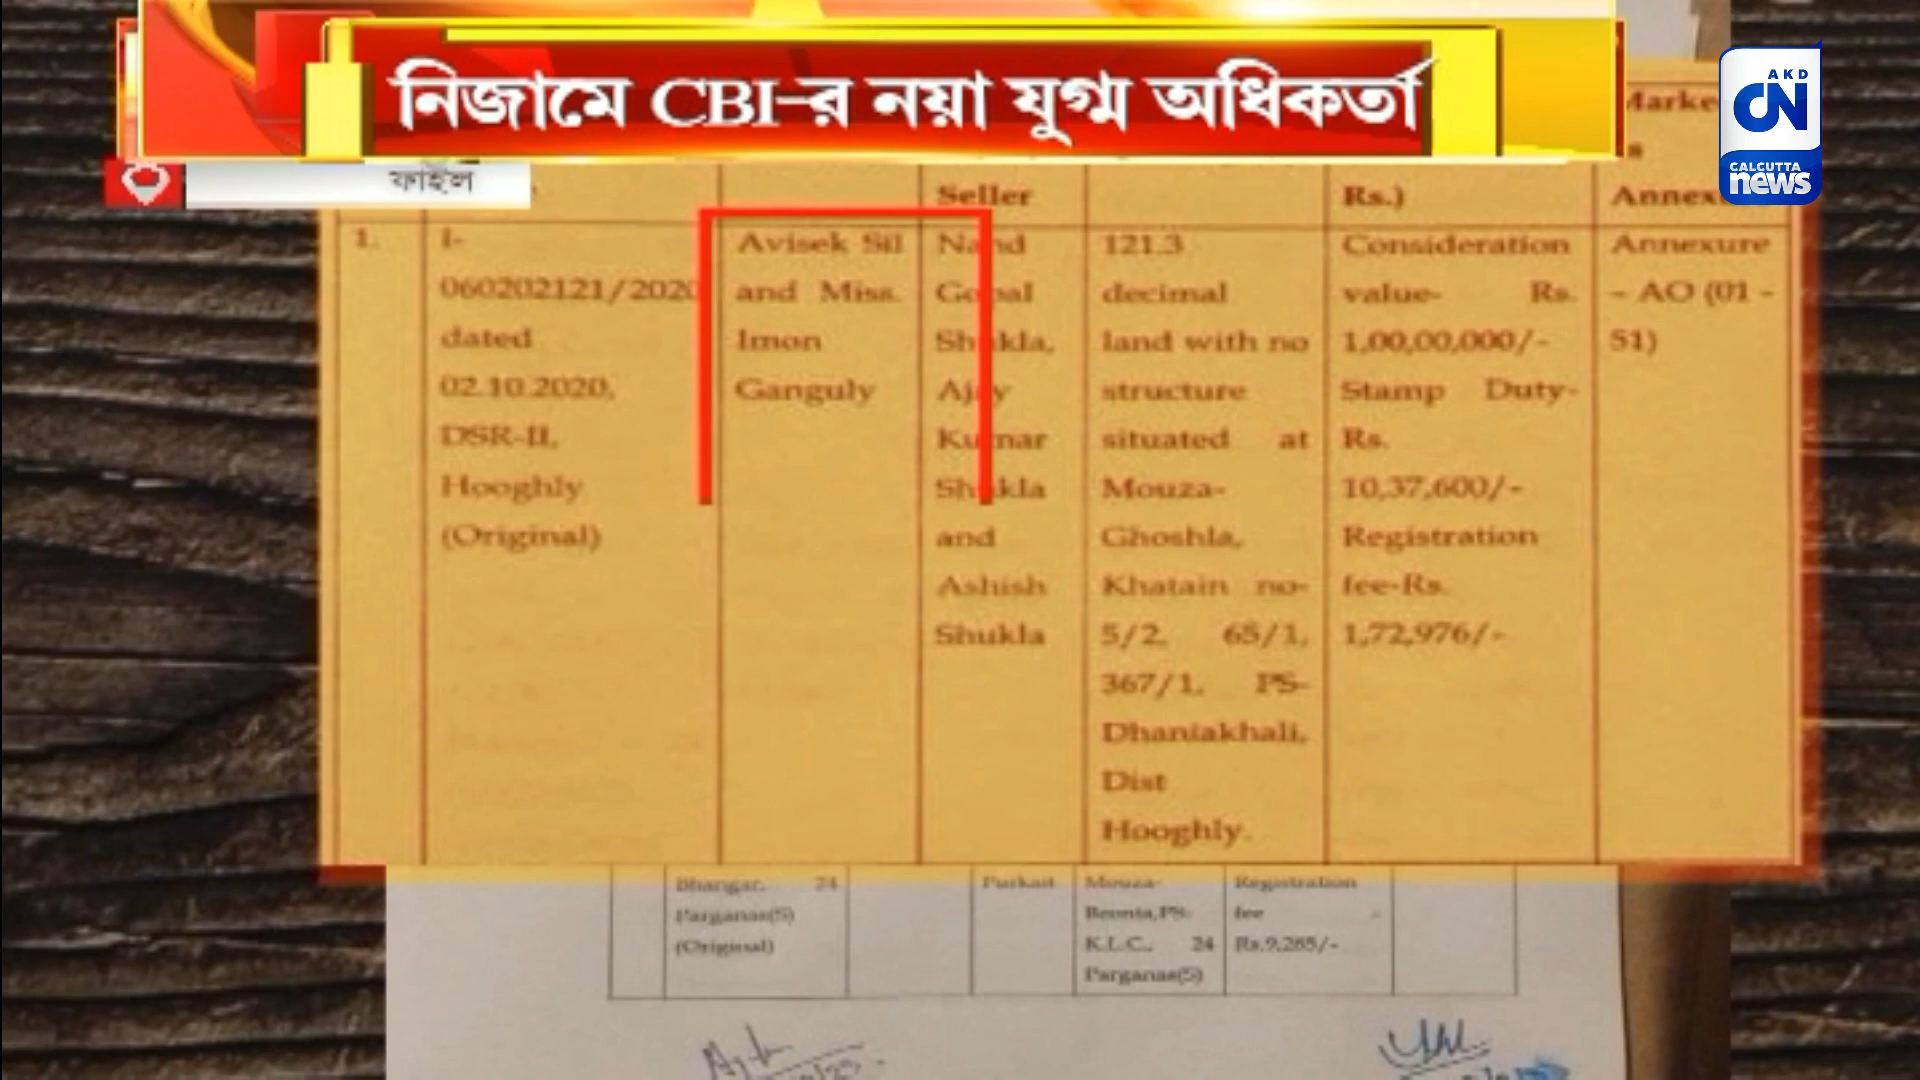 নিজামে CBI-র নয়া যুগ্ম অধিকর্তা
AKD
CN
CALCUTTA
news
ফাইল
Seller
Rs.)
1.
I-
060202121/2020
dated
02.10.2020,
DSR-II,
Hooghly
(Original)
Avisek Sil
and Miss.
Imon
Ganguly
Nand
Gopal
Shukla,
Ajay
Kumar
Shukla
and
Ashish
Shukla
121.3
decimal
land with no
structure
situated at
Mouza-
Ghoshla,
Khatain no-
5/2, 65/1,
367/1, PS-
Dhaniakhali,
Dist
Hooghly.
Consideration
value- Rs.
1,00,00,000/-
Stamp Duty-
Rs.
10,37,600/-
Registration
fee-Rs.
1,72,976/-
Annexure
– AO (01 -
51)
Bhangar, 24
Parganas(S)
(Original)
Purkait
Mouza-
Beonta,PS-
K.L.C., 24
Parganas(S)
Registration
fee -
Rs.9,265/-